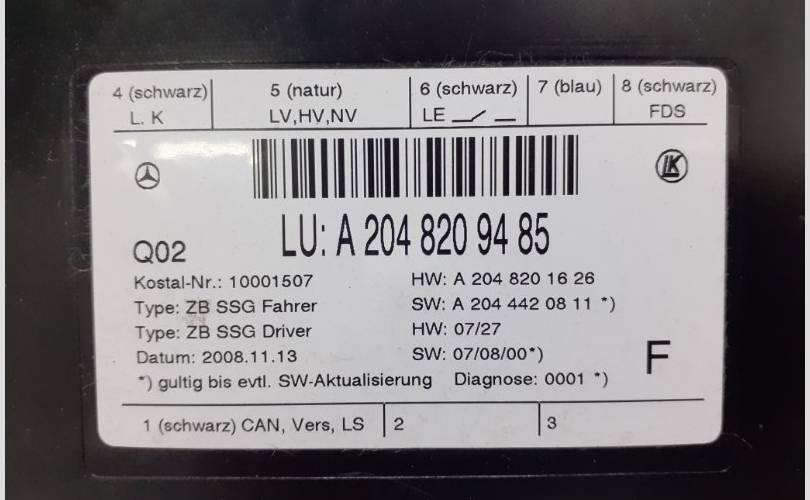 4 (schwarz) 5 (natur) 6 (schwarz) 7 (blau) 8 (schwarz)
L. K LV,HV,NV LE FDS
LK
LU: A 204 820 94 85
Q02
Kostal-Nr.: 10001507 HW: A 204 820 16 26
Type: ZB SSG Fahrer SW: A 204 442 08 11 *)
Type: ZB SSG Driver HW: 07/27
Datum: 2008.11.13 SW: 07/08/00*)
F
*) gultig bis evtl. SW-Aktualisierung Diagnose: 0001 *)
1 (schwarz) CAN, Vers, LS 2 3